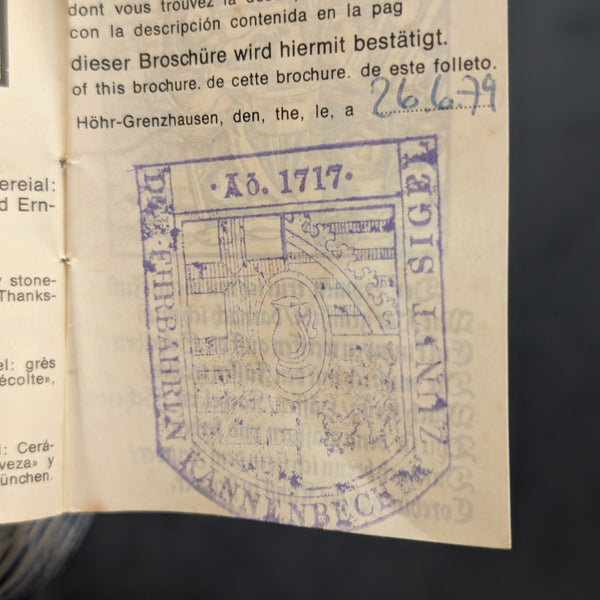 dont vous trouvez la
con la descripción contenida en la pag
dieser Broschüre wird hiermit bestätigt.
of this brochure. de cette brochure. de este folleto.
Höhr-Grenzhausen, den, the, le, a 26.6.79
ereial:
d Ern-
y stone-
Thanks-
el: grès
écolte»,
l: Cerá-
veza» y
ünchen.
·Aõ. 1717·
DER·EHRBAHREN
KANNENBECKER
ZUNFT SIGEL